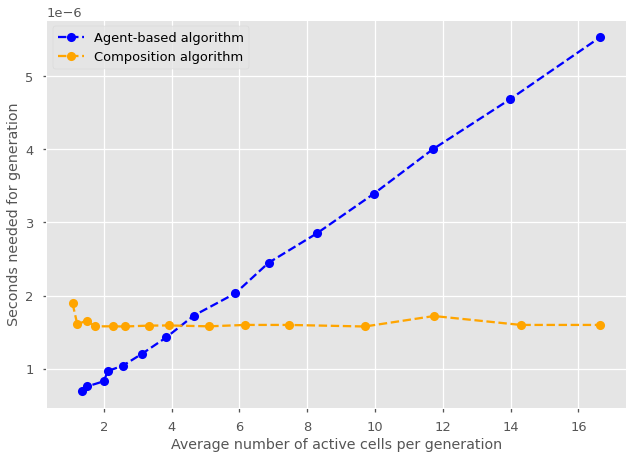 1e−6
Agent-based algorithm
Composition algorithm
Seconds needed for generation
5
4
3
2
1
2 4 6 8 10 12 14 16
Average number of active cells per generation